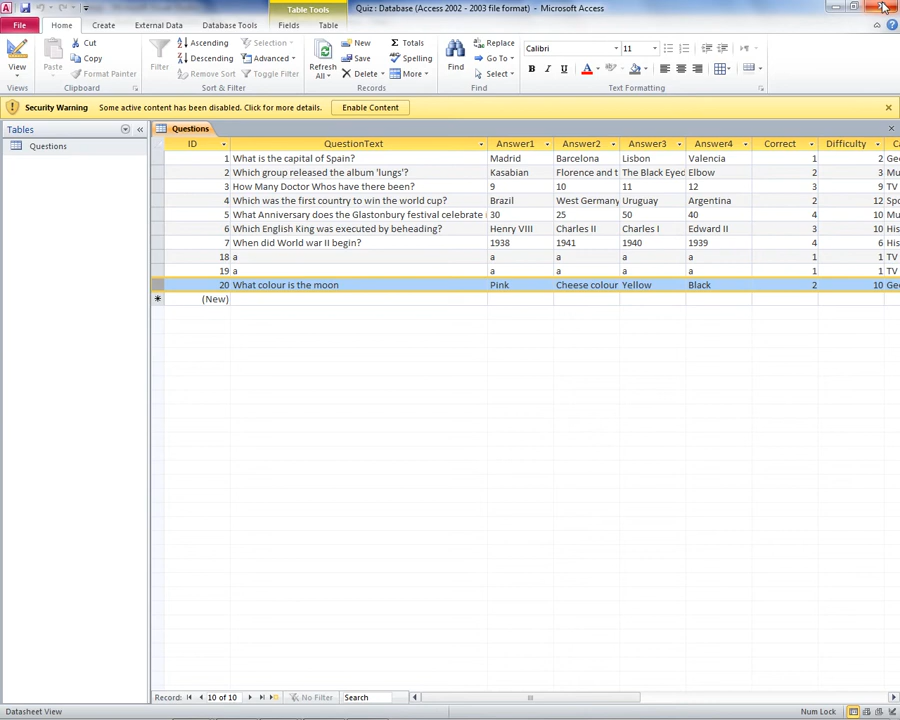 Table Tools
Quiz : Database (Access 2002 - 2003 file format) - Microsoft Access
File Home Create External Data Database Tools Fields Table
View
Views
Paste
Cut
Copy
Format Painter
Clipboard
Filter
Ascending
Descending
Remove Sort
Selection
Advanced
Toggle Filter
Sort & Filter
Refresh
All
New
Save
Delete
Totals
Spelling
More
Records
Find
Replace
Go To
Select
Find
Calibri 11
B I U A
Text Formatting
Security Warning Some active content has been disabled. Click for more details. Enable Content
Tables
Questions
Questions
ID QuestionText Answer1 Answer2 Answer3 Answer4 Correct Difficulty
1 What is the capital of Spain? Madrid Barcelona Lisbon Valencia 1 2
2 Which group released the album 'lungs'? Kasabian Florence and The Black Eyed Elbow 2 3
3 How Many Doctor Whos have there been? 9 10 11 12 3 9 TV
4 Which was the first country to win the world cup? Brazil West Germany Uruguay Argentina 2 12
5 What Anniversary does the Glastonbury festival celebrate 30 25 50 40 4 10
6 Which English King was executed by beheading? Henry VIII Charles II Charles I Edward II 3 10
7 When did World war II begin? 1938 1941 1940 1939 4 6
18 a a a a a 1 1 TV
19 a a a a a 1 1 TV
20 What colour is the moon Pink Cheese colour Yellow Black 2 10
(New)
Record: 10 of 10 No Filter Search
Datasheet View Num Lock